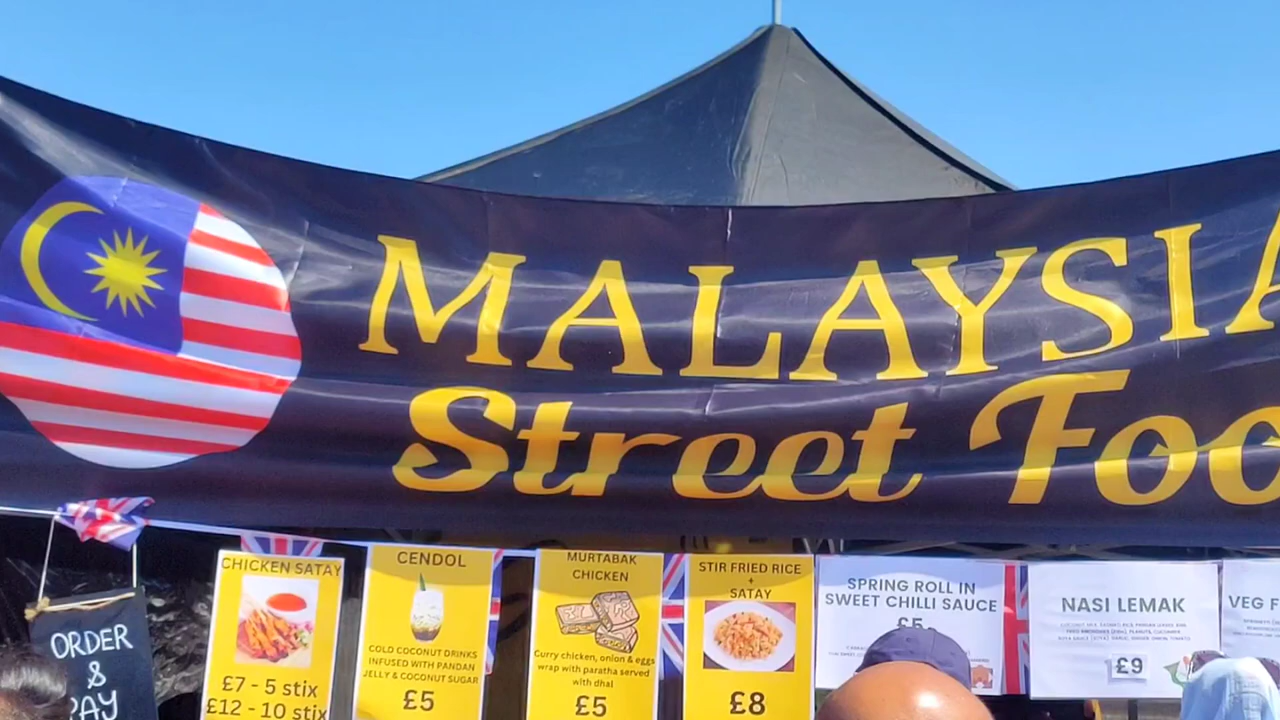 MALAYSIA
Street Foo
ORDER
&
PAY
CHICKEN SATAY
£7 - 5 stix
£12 - 10 stix
CENDOL
COLD COCONUT DRINKS
INFUSED WITH PANDAN
JELLY & COCONUT SUGAR
£5
MURTABAK
CHICKEN
Curry chicken, onion & eggs
wrap with paratha served
with dhal
£5
STIR FRIED RICE
+
SATAY
£8
SPRING ROLL IN
SWEET CHILLI SAUCE
£5
NASI LEMAK
£9
VEG F